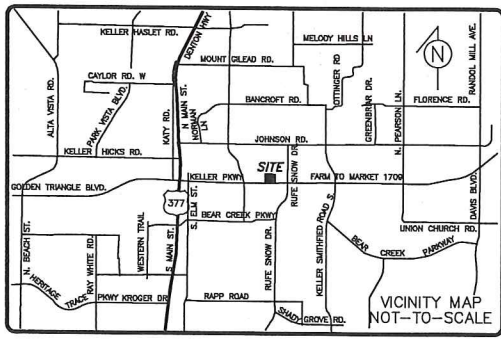 KELLER HASLET RD.
DENTON HWY
MELODY HILLS LN
RANDOL MILL AVE.
MOUNT GILEAD RD.
OTTINGER RD
N
CAYLOR RD. W
ALTA VISTA RD.
PARK VISTA BLVD.
KATY RD.
N MAIN ST.
NORMAN LN
BANCROFT RD.
GREENBRIAR DR.
N. PEARSON LN.
FLORENCE RD.
JOHNSON RD.
KELLER HICKS RD.
RUFE SNOW DR.
SITE
KELLER PKWY
FARM TO MARKET 1709
GOLDEN TRIANGLE BLVD.
377
DAVIS BLVD.
S. ELM ST.
BEAR CREEK PKWY
KELLER SMITHFIELD ROAD S.
UNION CHURCH RD.
N. BEACH ST.
RAY WHITE RD.
WESTERN TRAIL
S. MAIN ST.
RUFE SNOW DR.
BEAR CREEK PARKWAY
HERITAGE TRACE PKWY
KROGER DR
RAPP ROAD
SHADY GROVE RD.
VICINITY MAP
NOT-TO-SCALE